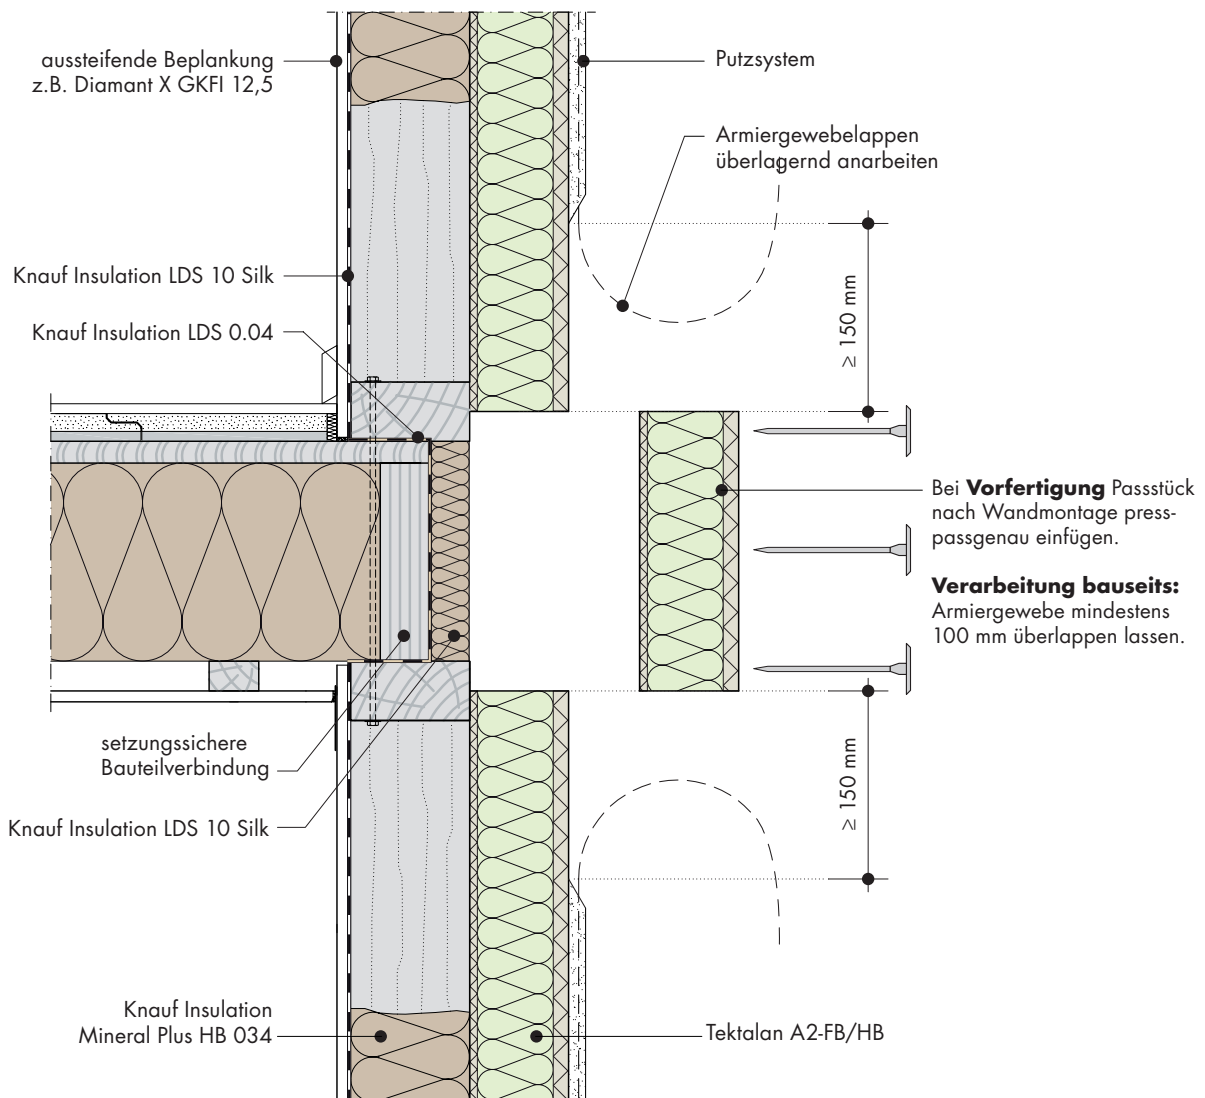 aussteifende Beplankung
z.B. Diamant X GKFI 12,5
Putzsystem
Armiergewebelappen
überlagernd anarbeiten
Knauf Insulation LDS 10 Silk
≥ 150 mm
Knauf Insulation LDS 0.04
Bei Vorfertigung Passstück
nach Wandmontage press-
passgenau einfügen.
Verarbeitung bauseits:
Armiergewebe mindestens
100 mm überlappen lassen.
setzungssichere
Bauteilverbindung
≥ 150 mm
Knauf Insulation LDS 10 Silk
Knauf Insulation
Mineral Plus HB 034
Tektalan A2-FB/HB